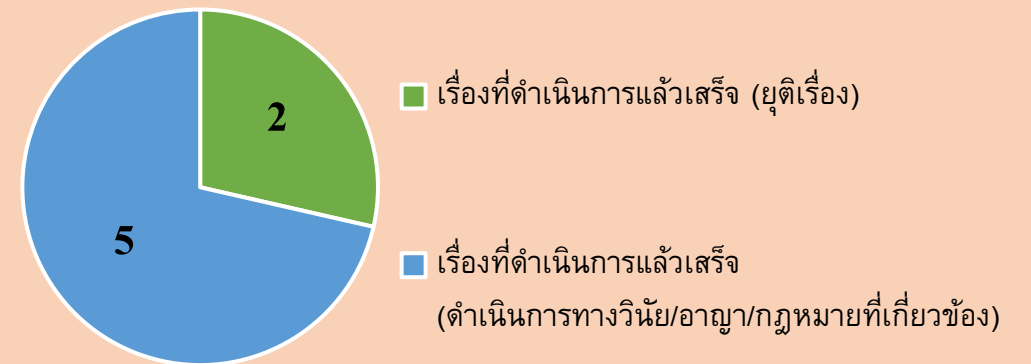 2
เรื่องที่ดำเนินการแล้วเสร็จ (ยุติเรื่อง)
5
เรื่องที่ดำเนินการแล้วเสร็จ
(ดำเนินการทางวินัย/อาญา/กฎหมายที่เกี่ยวข้อง)